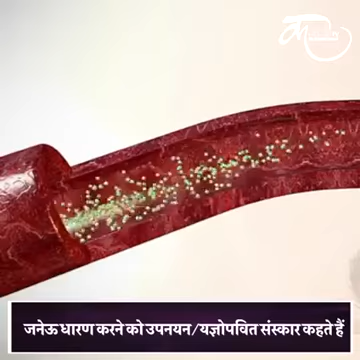 जनेऊ धारण करने को उपनयन/यज्ञोपवित संस्कार कहते हैं